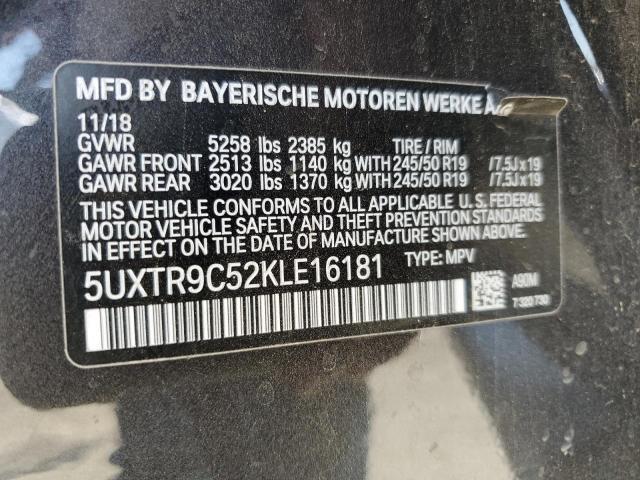 MFD BY BAYERISCHE MOTOREN WERKE
11/18
GVWR 5258 lbs 2385 kg TIRE / RIM
GAWR FRONT 2513 lbs 1140 kg WITH 245/50 R19 /7.5J x 19
GAWR REAR 3020 lbs 1370 kg WITH 245/50 R19 /7.5J x 19
THIS VEHICLE CONFORMS TO ALL APPLICABLE U. S. FEDERAL
MOTOR VEHICLE SAFETY AND THEFT PREVENTION STANDARDS
IN EFFECT ON THE DATE OF MANUFACTURE SHOWN ABOVE.
5UXTR9C52KLE16181 TYPE: MPV
A90M
7320730